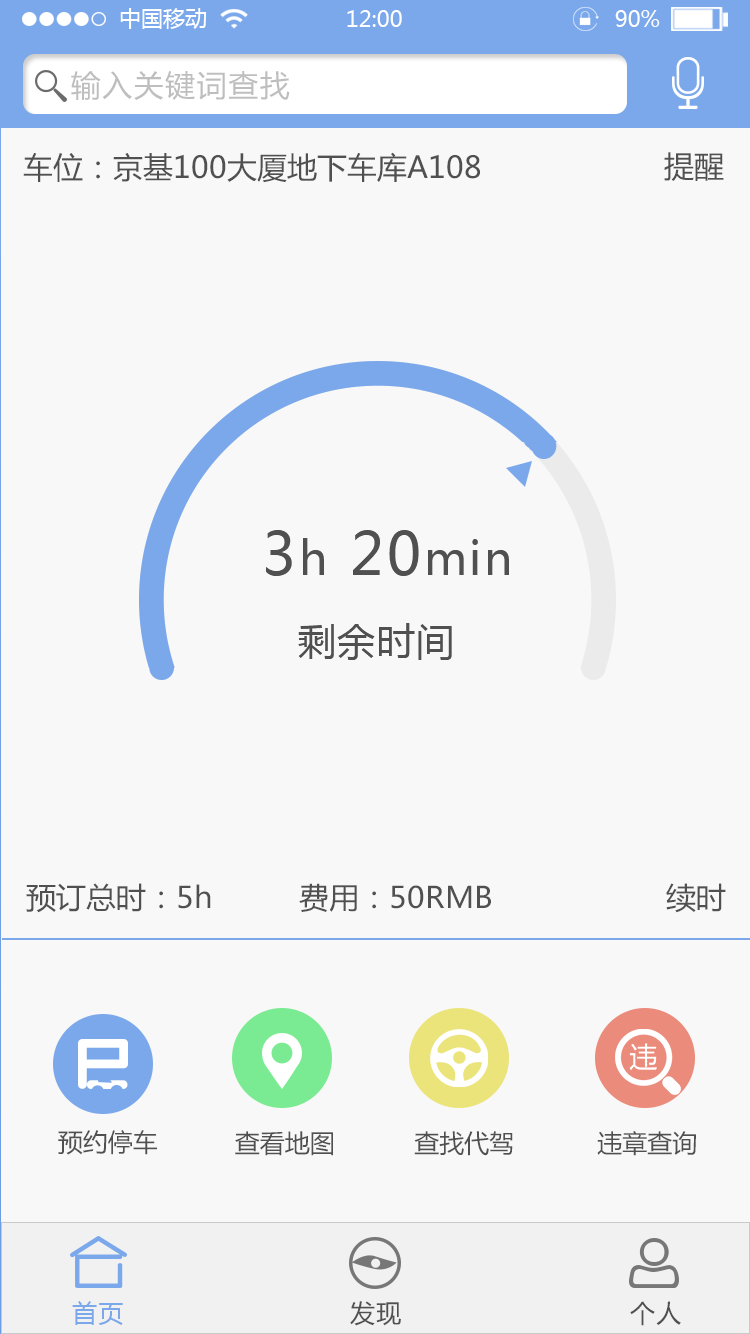 中国移动 12:00 90%
输入关键词查找
车位：京基100大厦地下车库A108 提醒
3h 20min
剩余时间
预订总时：5h 费用：50RMB 续时
违
预约停车 查看地图 查找代驾 违章查询
首页 发现 个人